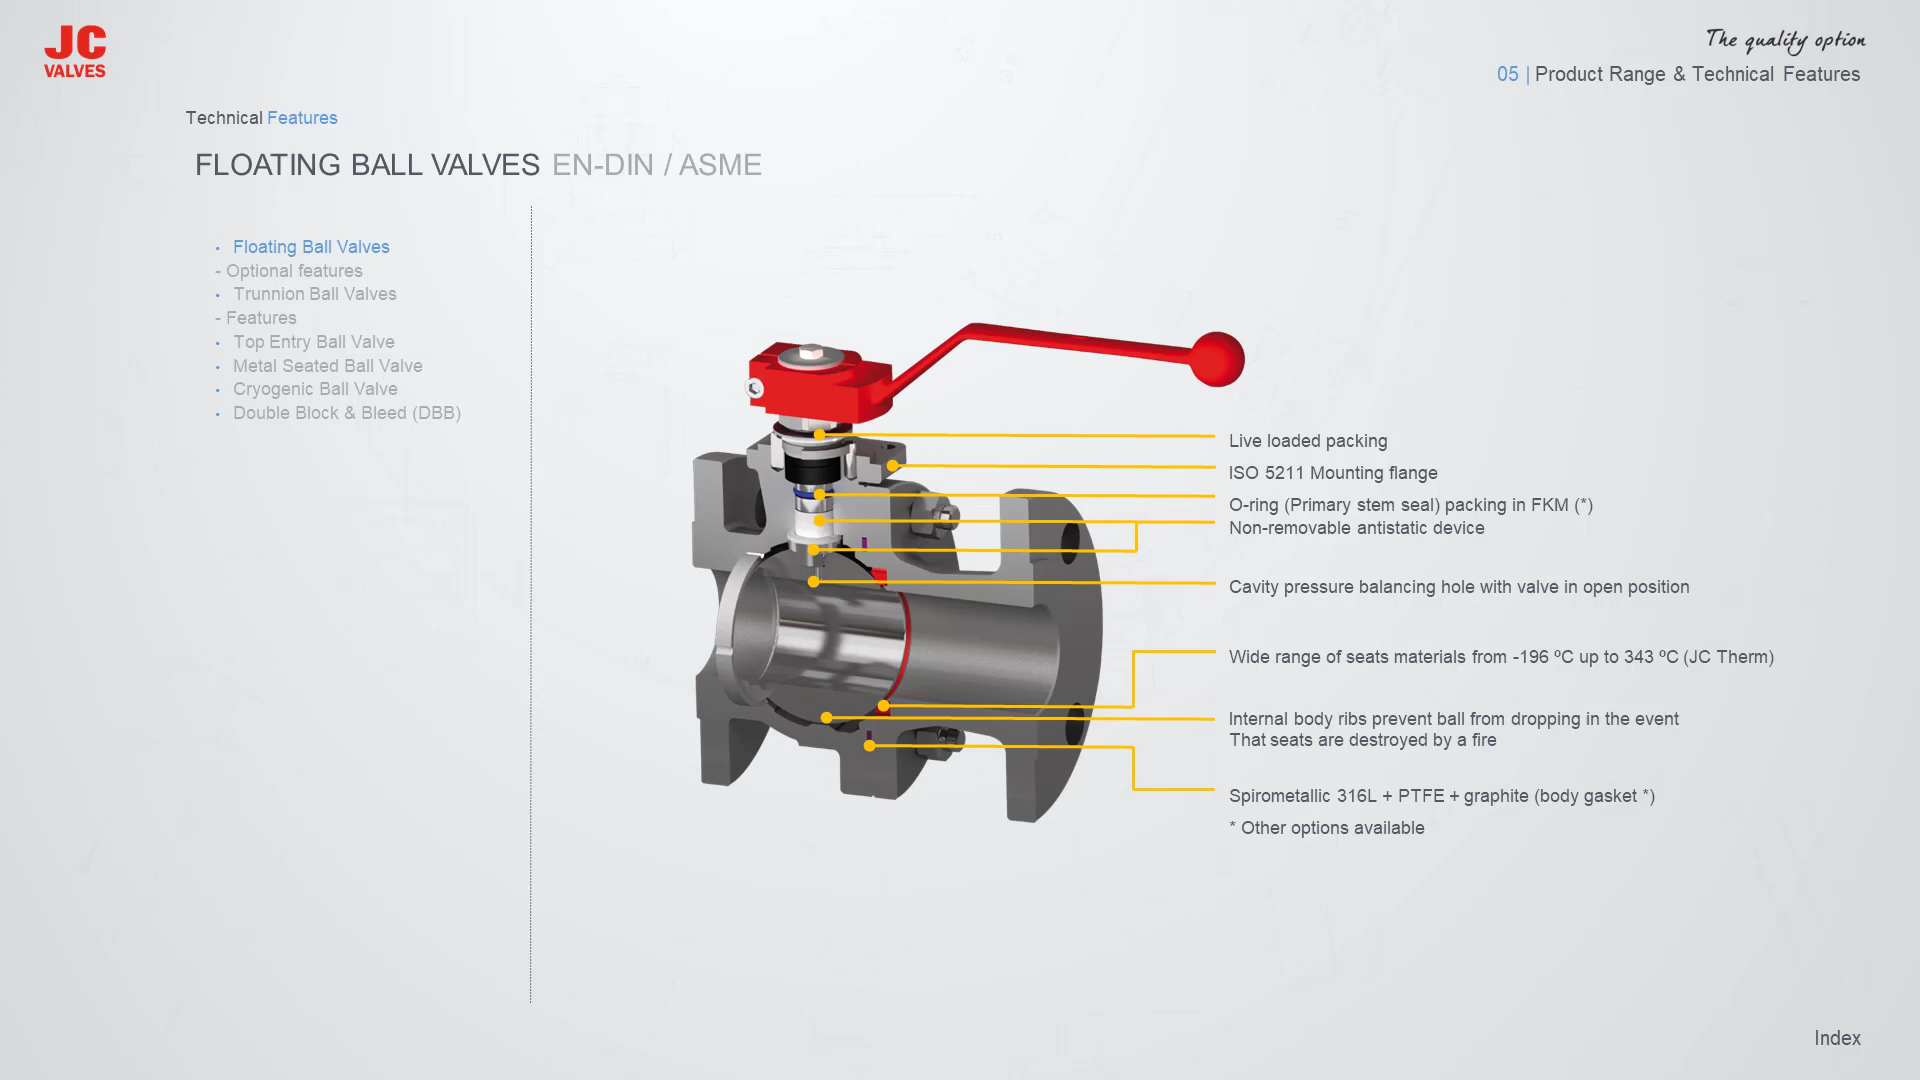 JC
VALVES
The quality option
05 | Product Range & Technical Features
Technical Features
FLOATING BALL VALVES EN-DIN / ASME
• Floating Ball Valves
- Optional features
• Trunnion Ball Valves
- Features
• Top Entry Ball Valve
• Metal Seated Ball Valve
• Cryogenic Ball Valve
• Double Block & Bleed (DBB)
Live loaded packing
ISO 5211 Mounting flange
O-ring (Primary stem seal) packing in FKM (*)
Non-removable antistatic device
Cavity pressure balancing hole with valve in open position
Wide range of seats materials from -196 ºC up to 343 ºC (JC Therm)
Internal body ribs prevent ball from dropping in the event
That seats are destroyed by a fire
Spirometallic 316L + PTFE + graphite (body gasket *)
* Other options available
Index